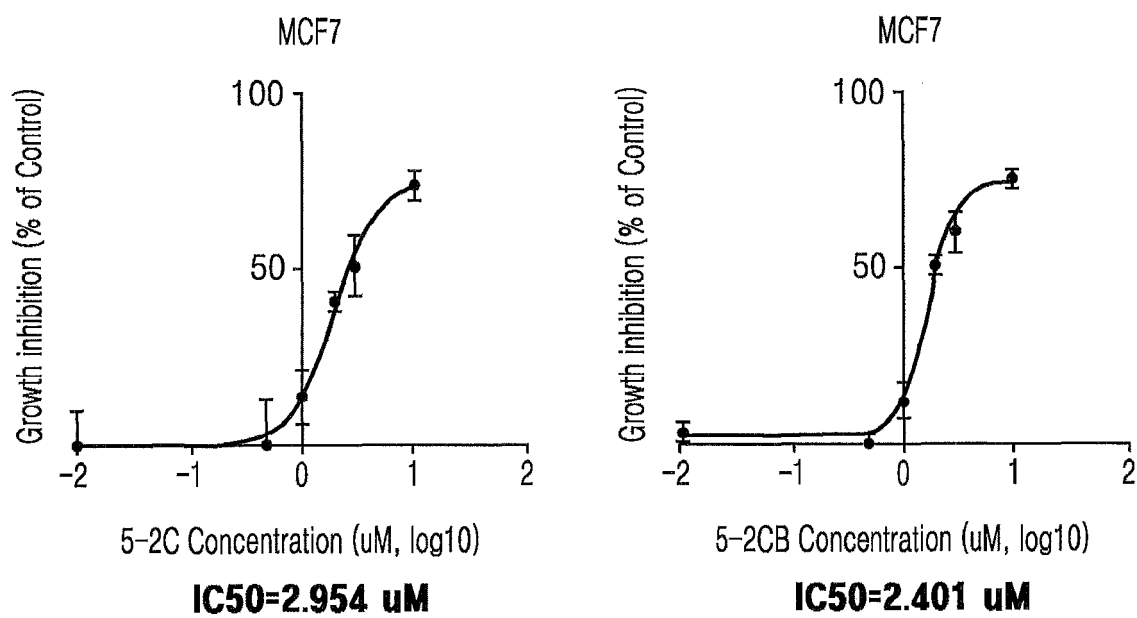 MCF7
Growth inhibition (% of Control)
100
50
-2 -1 0 1 2
5-2C Concentration (uM, log10)
IC50=2.954 uM
MCF7
Growth inhibition (% of Control)
100
50
-2 -1 0 1 2
5-2CB Concentration (uM, log10)
IC50=2.401 uM